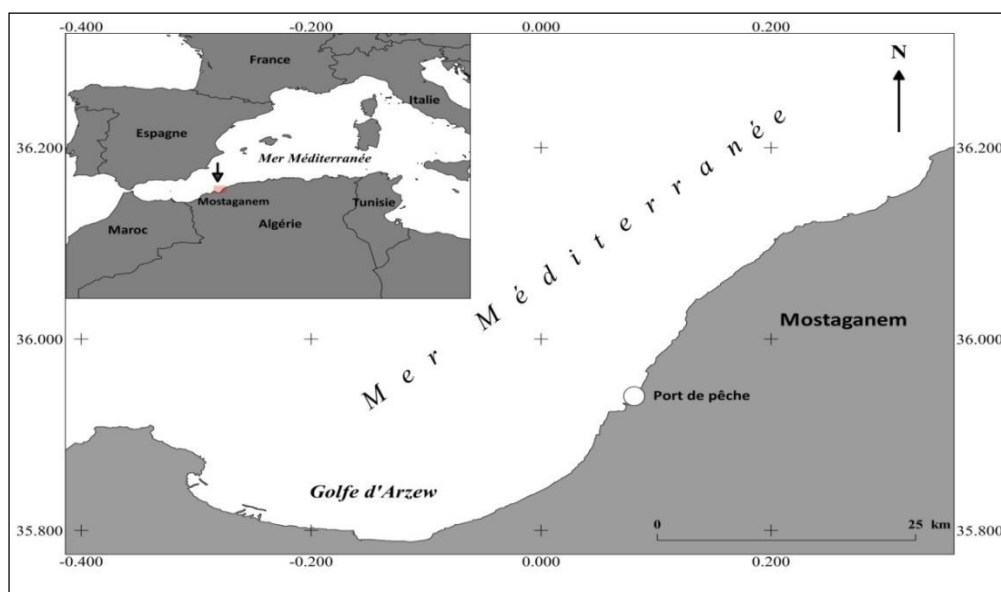 -0.400 -0.200 0.000 0.200
N
France
Italie
Espagne
Mer Méditerranée
Mostaganem
Tunisie
Maroc
Algérie
36.200 36.200
Mer Méditerranée
Mostaganem
36.000 36.000
Port de pêche
Golfe d'Arzew
0 25 km
35.800 35.800
-0.400 -0.200 0.000 0.200